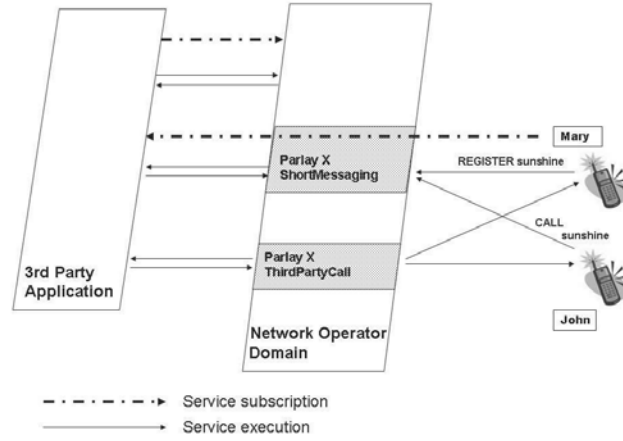 Mary
Parlay X
ShortMessaging
REGISTER sunshine
CALL
sunshine
3rd Party
Application
Parlay X
ThirdPartyCall
John
Network Operator
Domain
Service subscription
Service execution